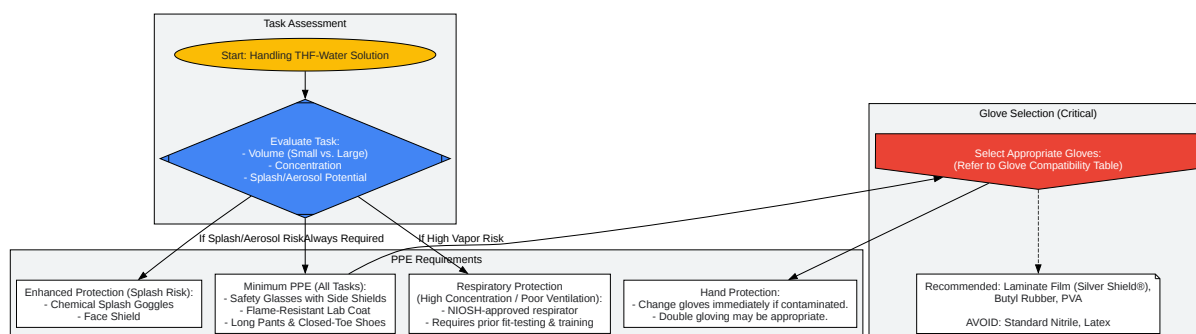 Task Assessment
Start: Handling THF-Water Solution
Evaluate Task:
- Volume (Small vs. Large)
- Concentration
- Splash/Aerosol Potential
Glove Selection (Critical)
Select Appropriate Gloves:
(Refer to Glove Compatibility Table)
If Splash/Aerosol Risk
Always Required
If High Vapor Risk
PPE Requirements
Enhanced Protection (Splash Risk):
- Chemical Splash Goggles
- Face Shield
Minimum PPE (All Tasks):
- Safety Glasses with Side Shields
- Flame-Resistant Lab Coat
- Long Pants & Closed-Toe Shoes
Respiratory Protection
(High Concentration / Poor Ventilation):
- NIOSH-approved respirator
- Requires prior fit-testing & training
Hand Protection:
- Change gloves immediately if contaminated.
- Double gloving may be appropriate.
Recommended: Laminate Film (Silver Shield®),
Butyl Rubber, PVA
AVOID: Standard Nitrile, Latex